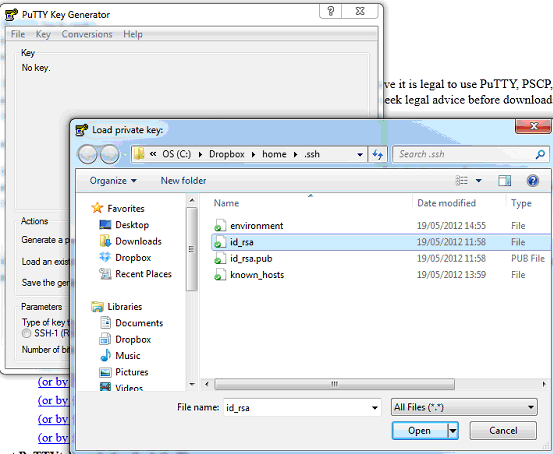 PuTTY Key Generator
File Key Conversions Help
Key
No key.
ve it is legal to use PuTTY, PSCP,
eek legal advice before download
Load private key:
« OS (C:) Dropbox home .ssh
Search .ssh
Organize New folder
Favorites
Desktop
Downloads
Dropbox
Recent Places
Libraries
Documents
Dropbox
Music
Pictures
Videos
Name Date modified Type
environment 19/05/2012 14:55 File
id_rsa 19/05/2012 11:58 File
id_rsa.pub 19/05/2012 11:58 PUB File
known_hosts 19/05/2012 13:59 File
Actions
Generate a p
Load an exist
Save the gen
Parameters
Type of key t
SSH-1 (R
Number of bi
File name: id_rsa
All Files (*.*)
Open Cancel
(or by
(or by
(or by
(or by